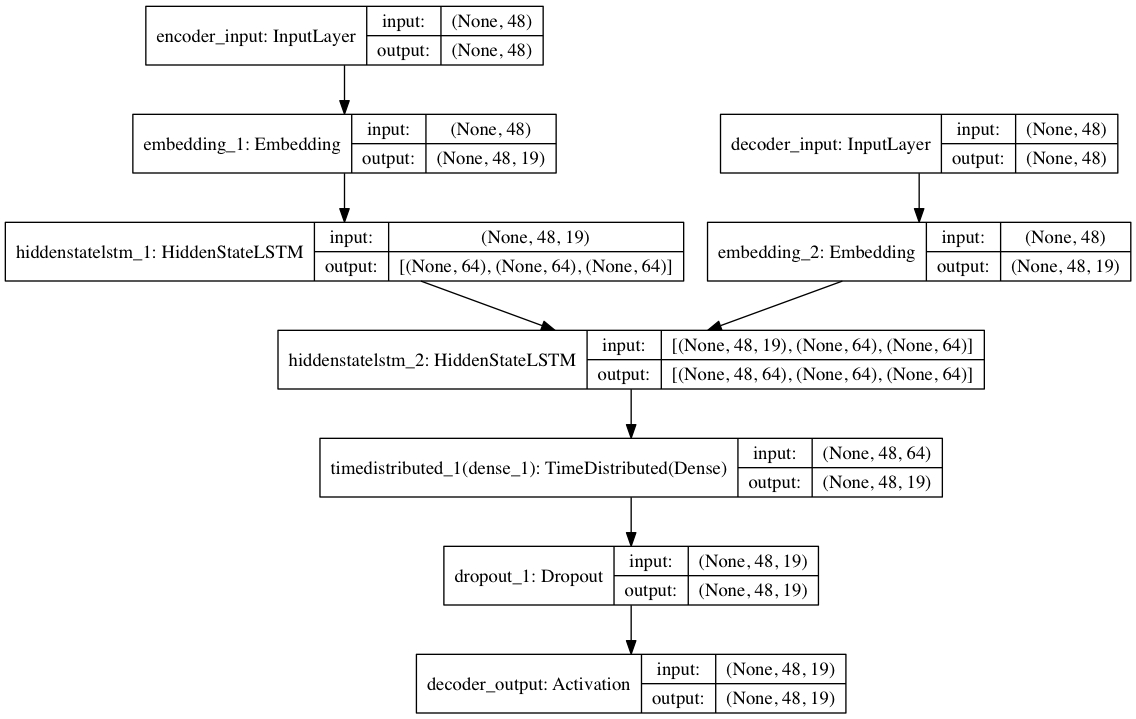 encoder_input: InputLayer
input: (None, 48)
output: (None, 48)
embedding_1: Embedding
input: (None, 48)
output: (None, 48, 19)
decoder_input: InputLayer
input: (None, 48)
output: (None, 48)
hiddenstatelstm_1: HiddenStateLSTM
input: (None, 48, 19)
output: [(None, 64), (None, 64), (None, 64)]
embedding_2: Embedding
input: (None, 48)
output: (None, 48, 19)
hiddenstatelstm_2: HiddenStateLSTM
input: [(None, 48, 19), (None, 64), (None, 64)]
output: [(None, 48, 64), (None, 64), (None, 64)]
timedistributed_1(dense_1): TimeDistributed(Dense)
input: (None, 48, 64)
output: (None, 48, 19)
dropout_1: Dropout
input: (None, 48, 19)
output: (None, 48, 19)
decoder_output: Activation
input: (None, 48, 19)
output: (None, 48, 19)